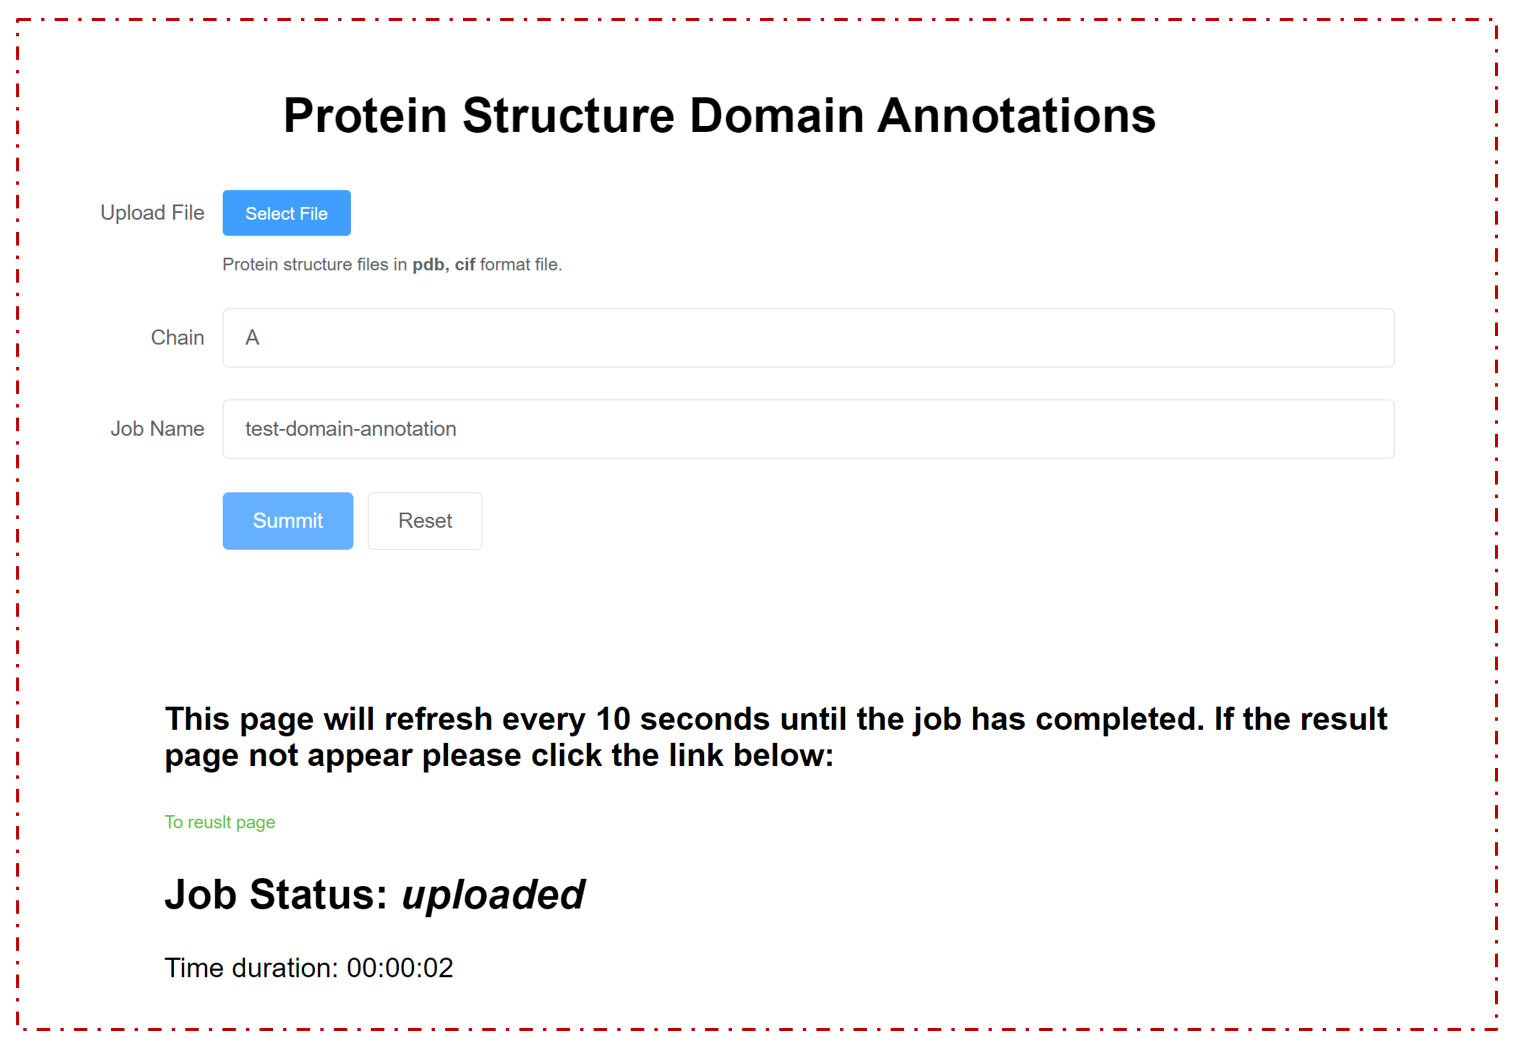 Protein Structure Domain Annotations
Upload File Select File
Protein structure files in pdb, cif format file.
Chain A
Job Name test-domain-annotation
Summit Reset
This page will refresh every 10 seconds until the job has completed. If the result
page not appear please click the link below:
To reuslt page
Job Status: uploaded
Time duration: 00:00:02